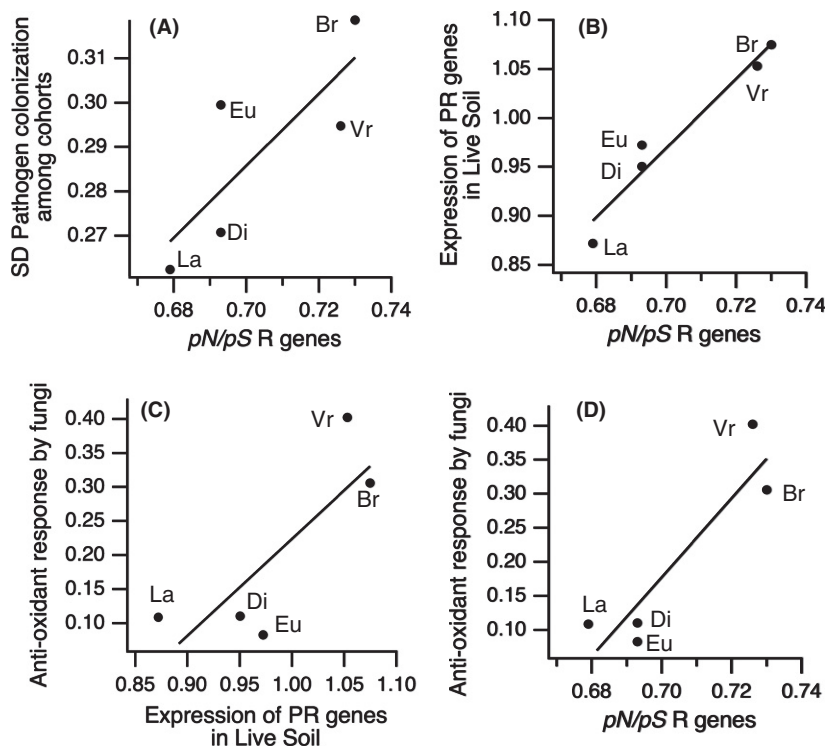 (A)
SD Pathogen colonization
among cohorts
0.31
0.30
0.29
0.28
0.27
Br
Eu
Vr
Di
La
0.68 0.70 0.72 0.74
pN/pS R genes
(B)
Expression of PR genes
in Live Soil
1.10
1.05
1.00
0.95
0.90
0.85
Br
Vr
Eu
Di
La
0.68 0.70 0.72 0.74
pN/pS R genes
(C)
Anti-oxidant response by fungi
0.40
0.35
0.30
0.25
0.20
0.15
0.10
Vr
Br
La
Di
Eu
0.85 0.90 0.95 1.00 1.05 1.10
Expression of PR genes
in Live Soil
(D)
Anti-oxidant response by fungi
0.40
0.35
0.30
0.25
0.20
0.15
0.10
Vr
Br
La
Di
Eu
0.68 0.70 0.72 0.74
pN/pS R genes